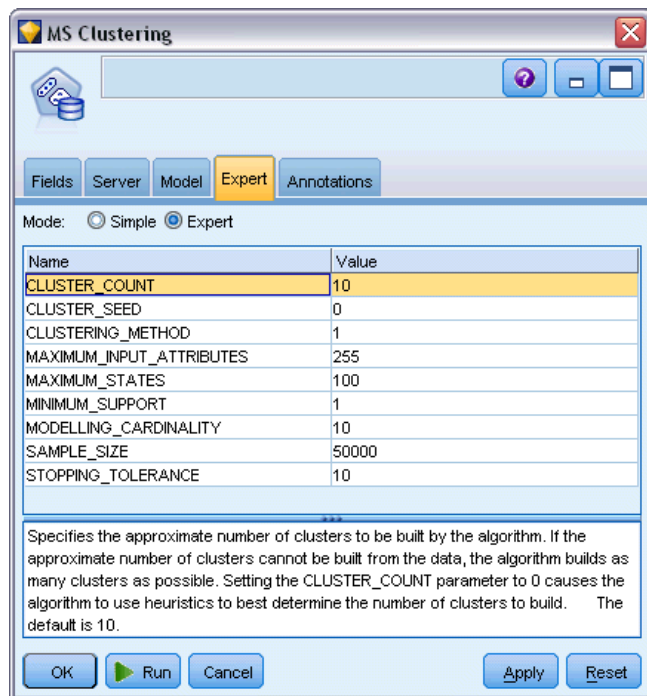 MS Clustering
Fields Server Model Expert Annotations
Mode: Simple Expert
Name Value
CLUSTER_COUNT 10
CLUSTER_SEED 0
CLUSTERING_METHOD 1
MAXIMUM_INPUT_ATTRIBUTES 255
MAXIMUM_STATES 100
MINIMUM_SUPPORT 1
MODELLING_CARDINALITY 10
SAMPLE_SIZE 50000
STOPPING_TOLERANCE 10
Specifies the approximate number of clusters to be built by the algorithm. If the
approximate number of clusters cannot be built from the data, the algorithm builds as
many clusters as possible. Setting the CLUSTER_COUNT parameter to 0 causes the
algorithm to use heuristics to best determine the number of clusters to build. The
default is 10.
OK Run Cancel Apply Reset